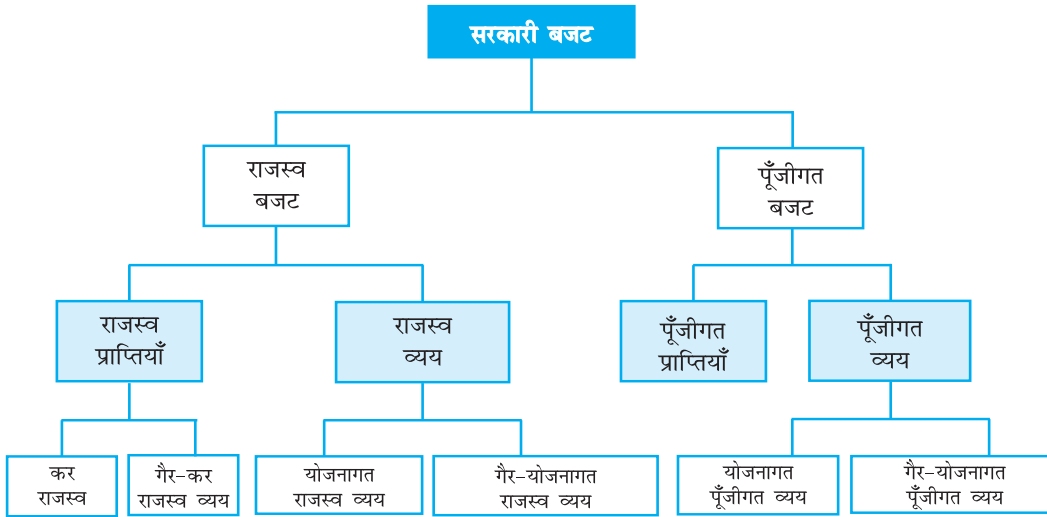 सरकारी बजट
राजस्व
बजट
पूँजीगत
बजट
राजस्व
प्राप्तियाँ
राजस्व
व्यय
पूँजीगत
प्राप्तियाँ
पूँजीगत
व्यय
कर
राजस्व
गैर-कर
राजस्व व्यय
योजनागत
राजस्व व्यय
गैर-योजनागत
राजस्व व्यय
योजनागत
पूँजीगत व्यय
गैर-योजनागत
पूँजीगत व्यय